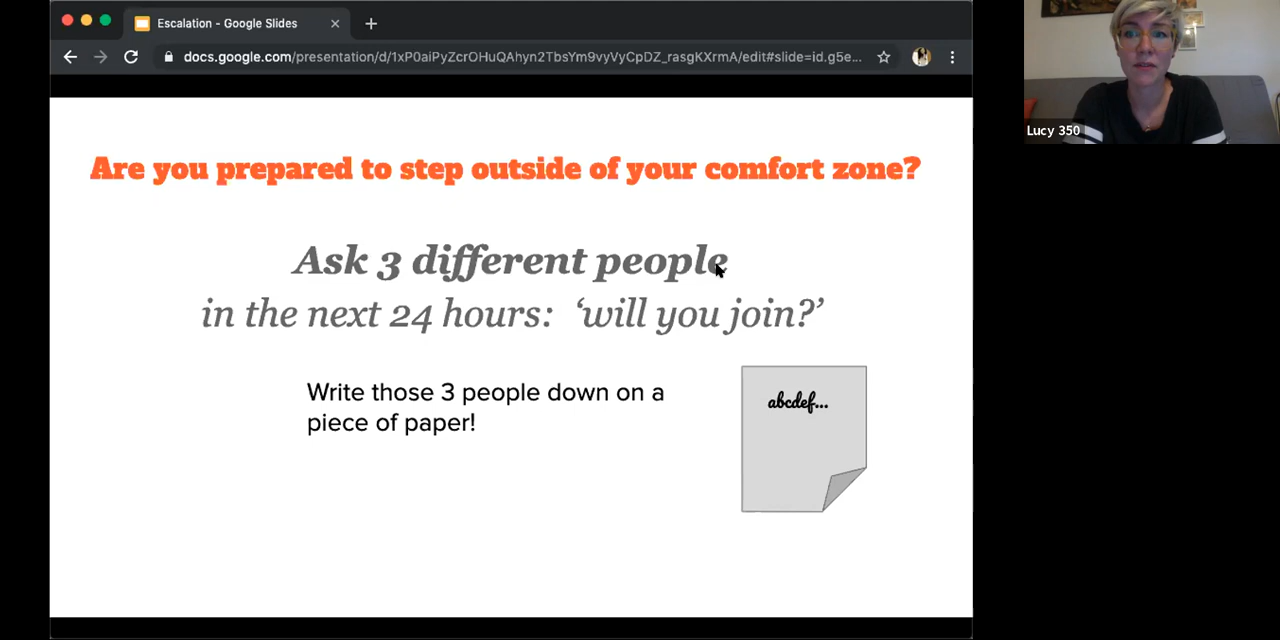 Escalation - Google Slides
docs.google.com/presentation/d/1xP0aiPyZcrOHuQAhyn2TbsYm9vyVyCpDZ_rasgKXrmA/edit#slide=id.g5e...
Lucy 350
Are you prepared to step outside of your comfort zone?
Ask 3 different people
in the next 24 hours: ‘will you join?’
Write those 3 people down on a
piece of paper!
abcdef...